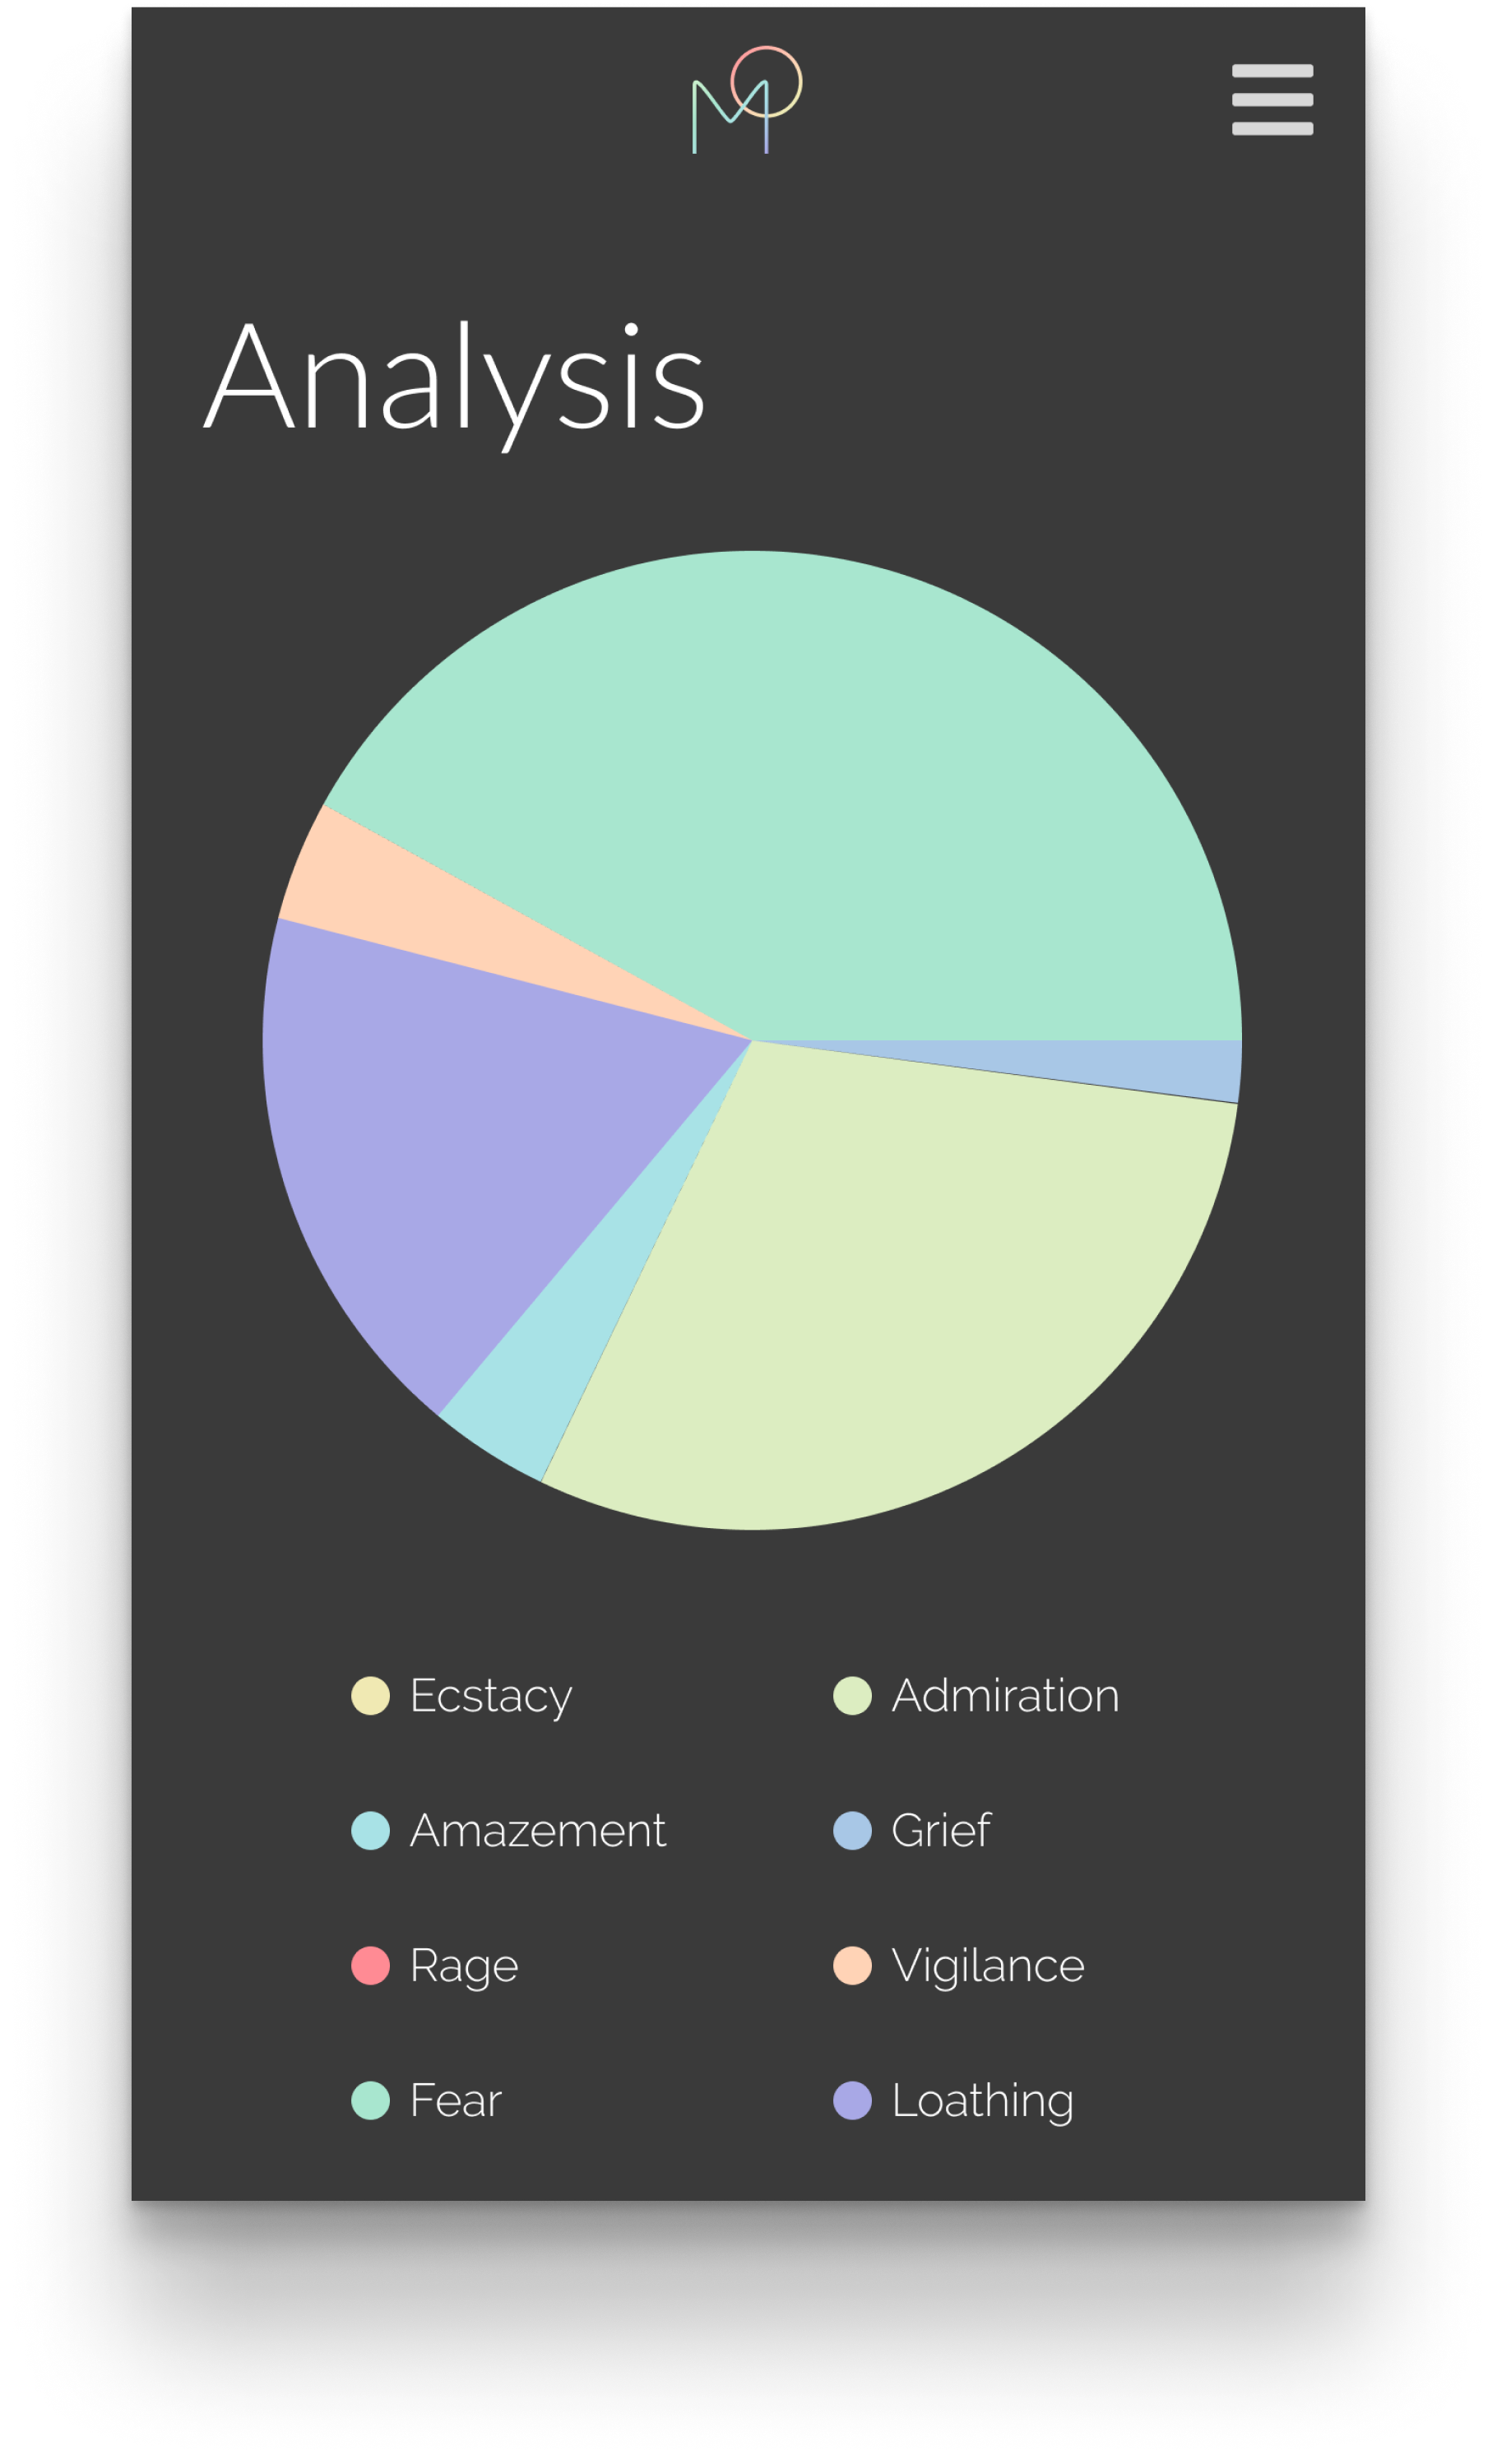 Analysis
Ecstacy
Admiration
Amazement
Grief
Rage
Vigilance
Fear
Loathing